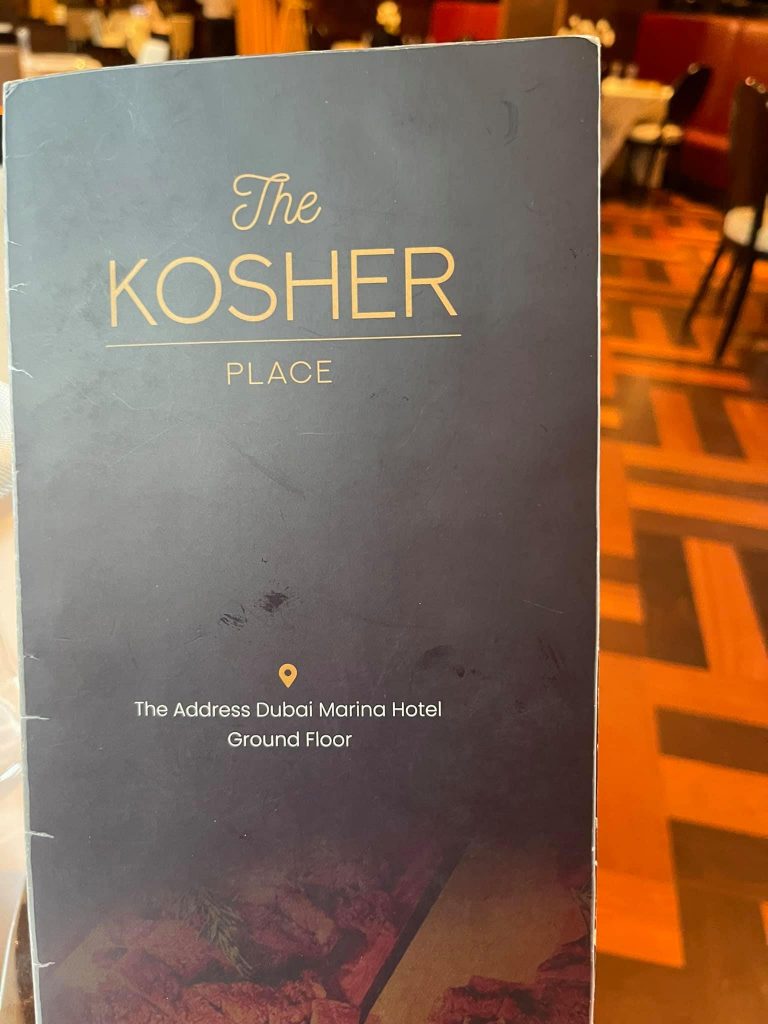 The
KOSHER
PLACE
The Address Dubai Marina Hotel
Ground Floor